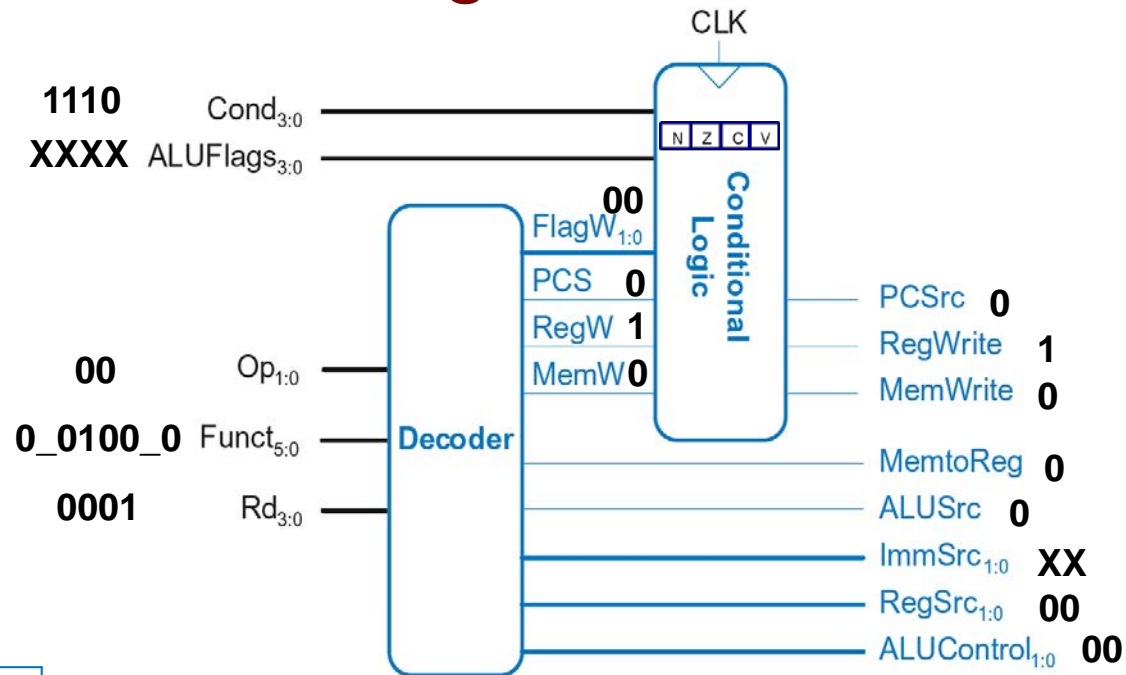 CLK
1110 Cond3:0
XXXX ALUFlags3:0
N Z C V
Conditional
Logic
00
FlagW1:0
PCS 0
RegW 1
MemW 0
PCSrc 0
RegWrite 1
MemWrite 0
00 Op1:0
0_0100_0 Funct5:0
0001 Rd3:0
Decoder
MemtoReg 0
ALUSrc 0
ImmSrc1:0 XX
RegSrc1:0 00
ALUControl1:0 00